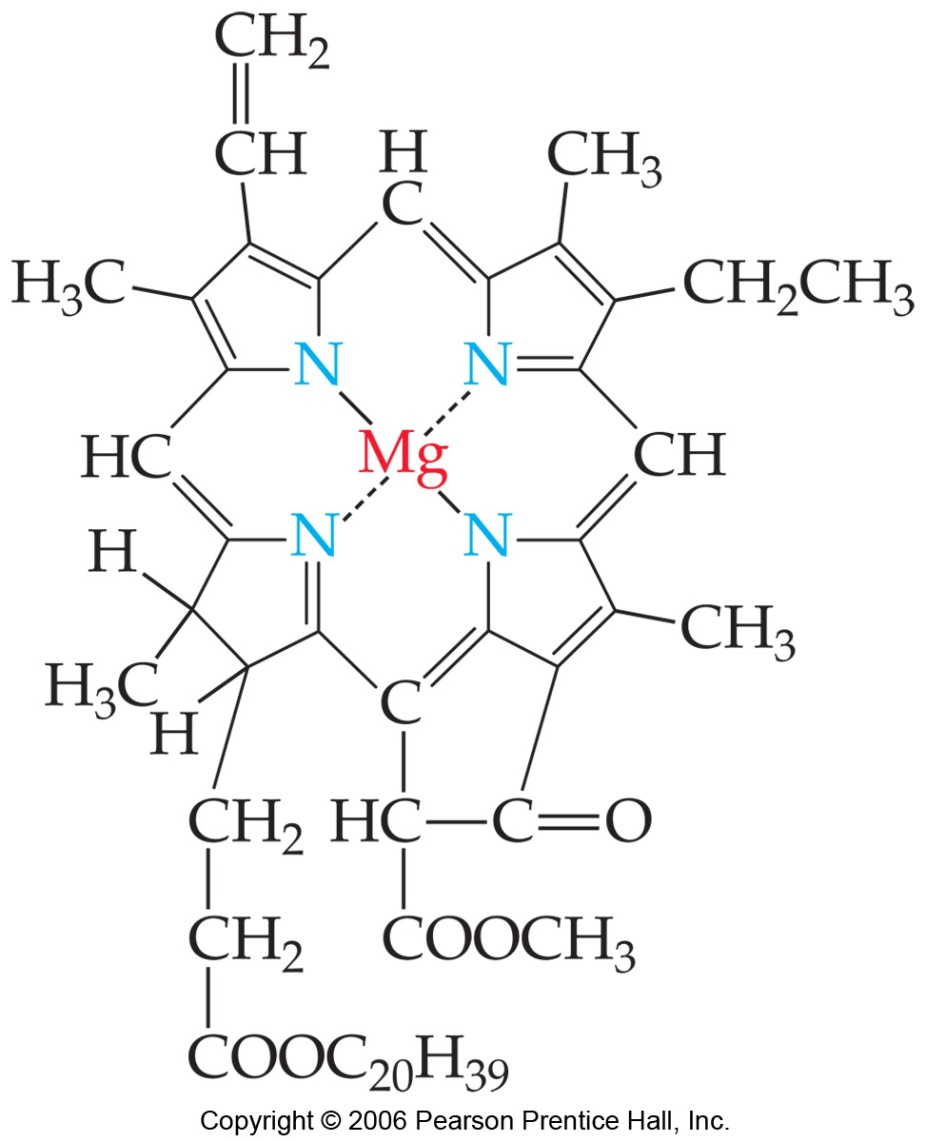 CH₂
CH H CH₃
C
H₃C CH₂CH₃
N N
HC Mg CH
H N N
H₃C CH₃
H C
CH₂ HC C O
CH₂ COOCH₃
COOC₂₀H₃₉
Copyright © 2006 Pearson Prentice Hall, Inc.